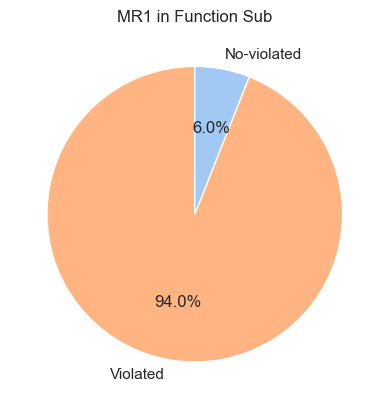 MR1 in Function Sub
No-violated
6.0%
94.0%
Violated